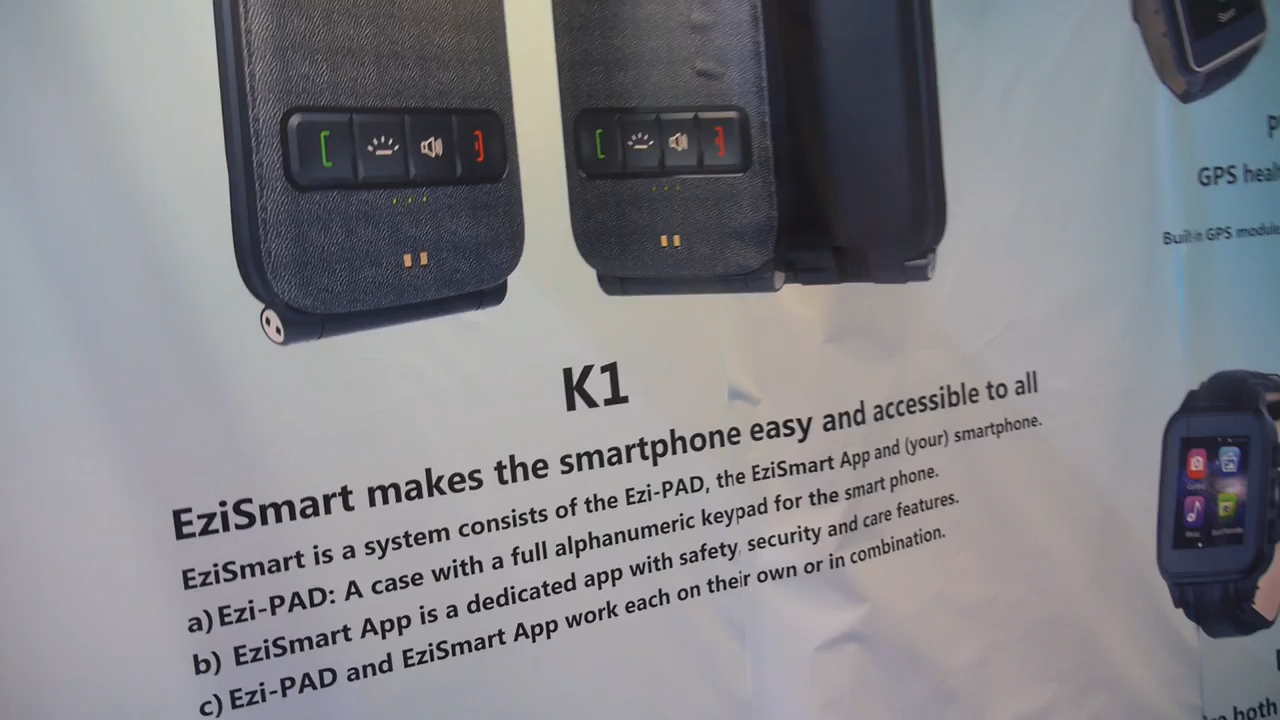 K1
EziSmart makes the smartphone easy and accessible to all
EziSmart is a system consists of the Ezi-PAD, the EziSmart App and (your) smartphone.
a) Ezi-PAD: A case with a full alphanumeric keypad for the smart phone.
b) EziSmart App is a dedicated app with safety, security and care features.
c) Ezi-PAD and EziSmart App work each on their own or in combination.
GPS
Built-in GPS module
both